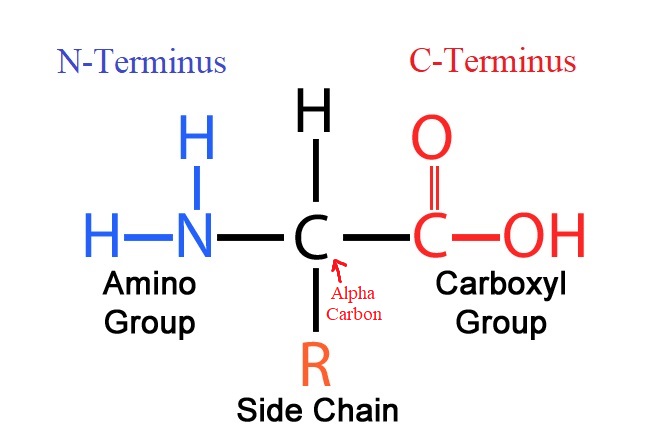 N-Terminus C-Terminus
H
H O
H N C C OH
Amino Group
Alpha Carbon
Carboxyl Group
R
Side Chain